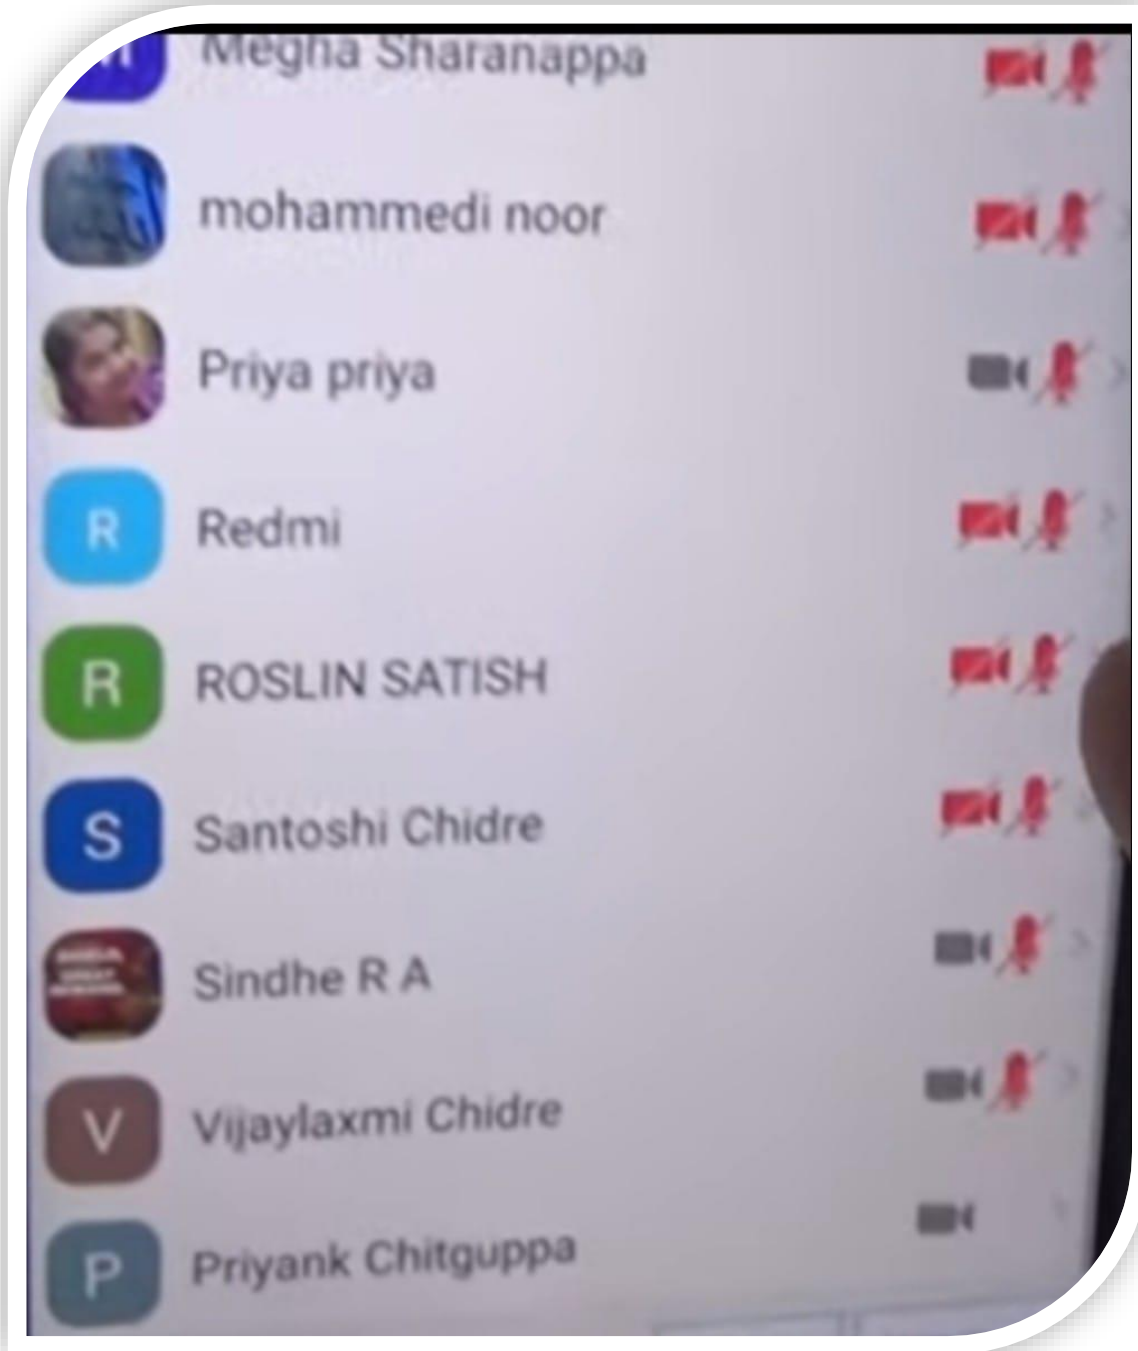 Megha Sharanappa
mohammedi noor
Priya priya
R Redmi
R ROSLIN SATISH
S Santoshi Chidre
Sindhe R A
V Vijaylaxmi Chidre
P Priyank Chitguppa